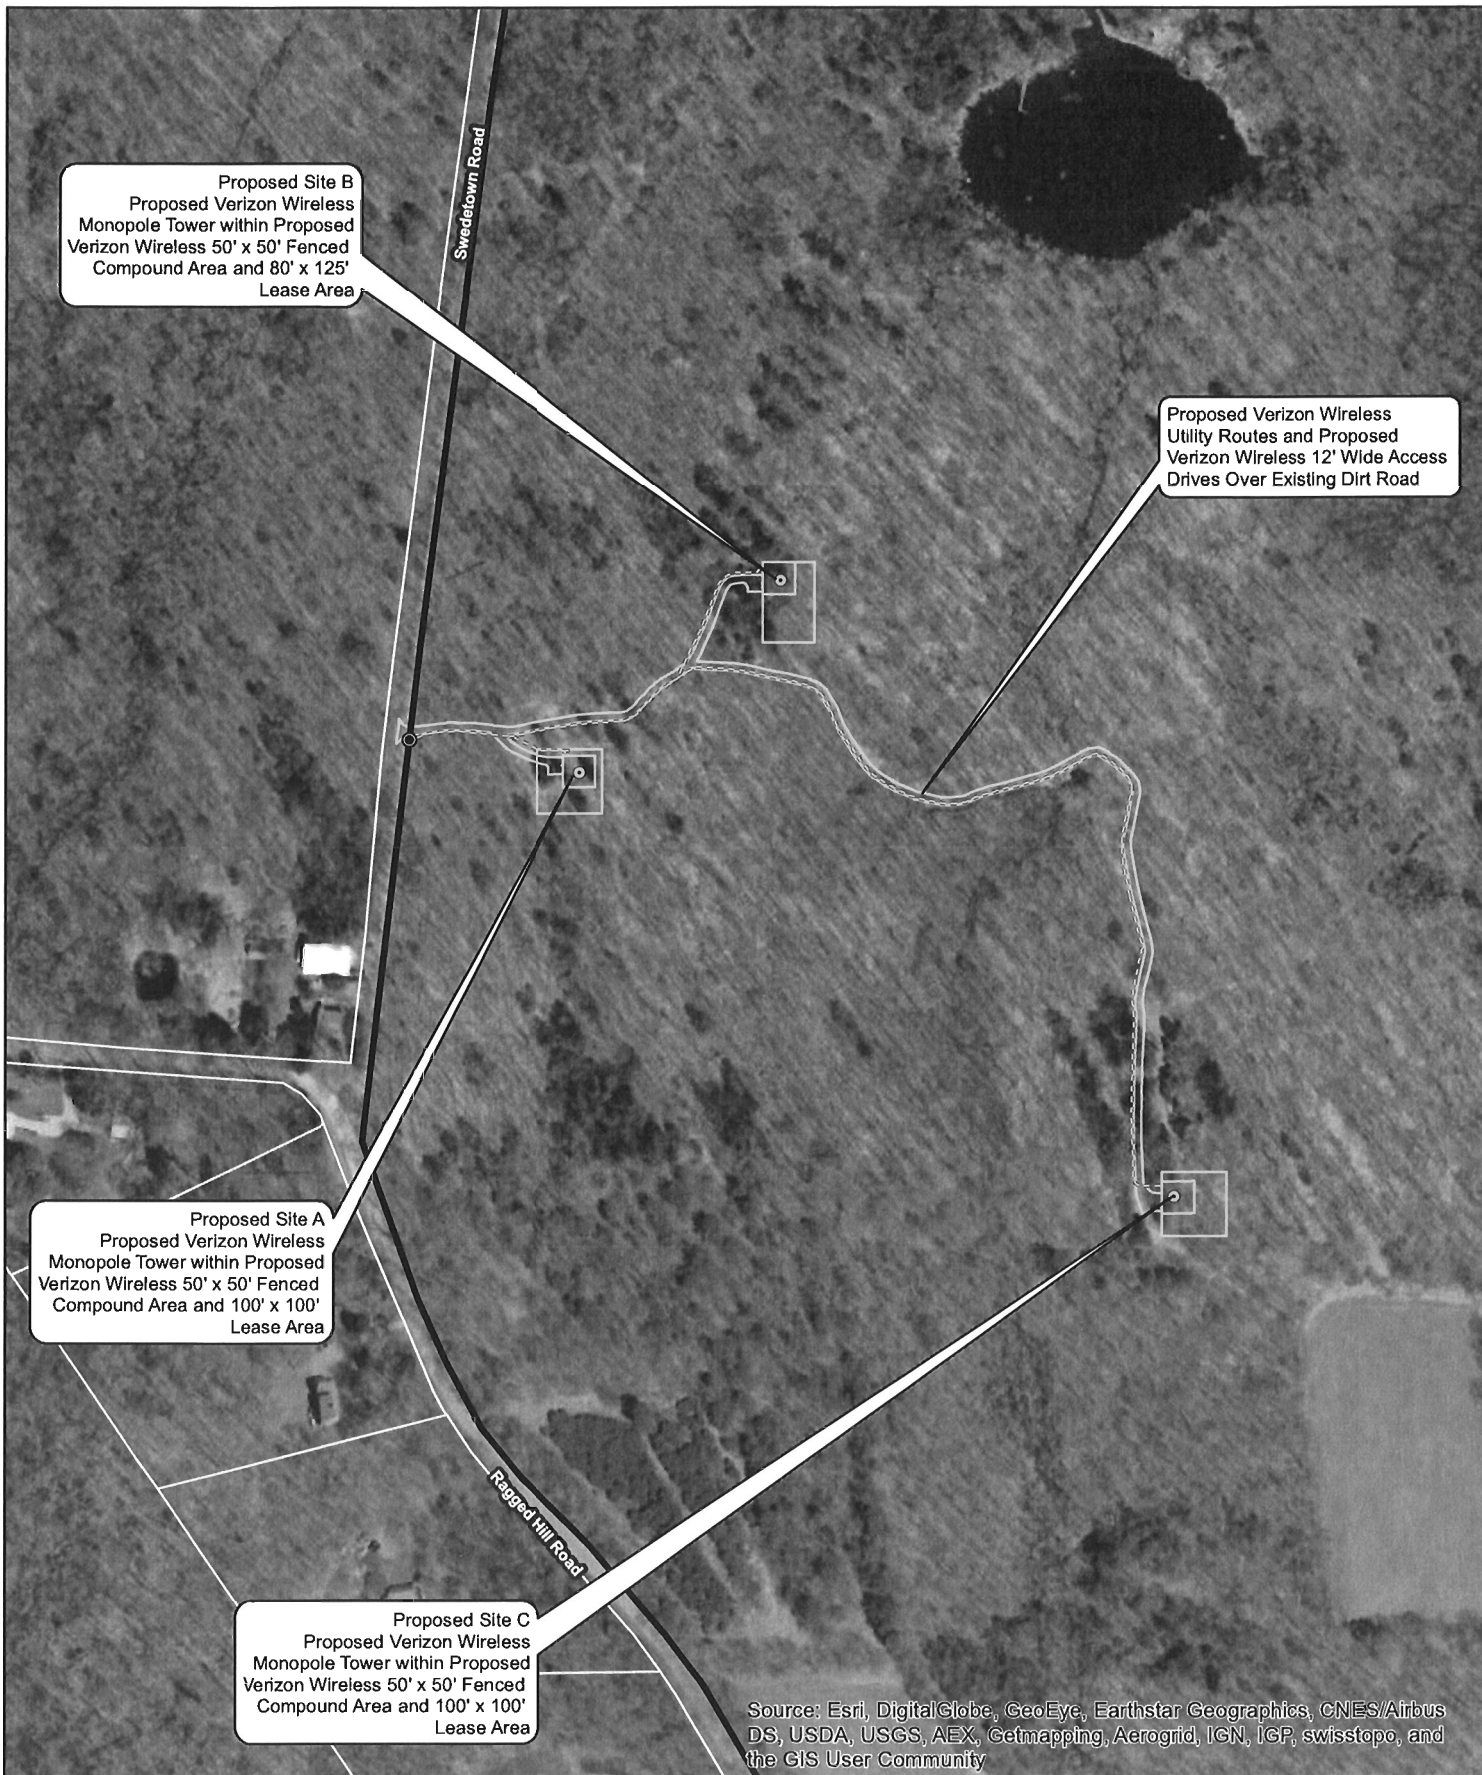 Swedetown Road
Proposed Site B
Proposed Verizon Wireless
Monopole Tower within Proposed
Verizon Wireless 50' x 50' Fenced
Compound Area and 80' x 125'
Lease Area
Proposed Verizon Wireless
Utility Routes and Proposed
Verizon Wireless 12' Wide Access
Drives Over Existing Dirt Road
Proposed Site A
Proposed Verizon Wireless
Monopole Tower within Proposed
Verizon Wireless 50' x 50' Fenced
Compound Area and 100' x 100'
Lease Area
Ragged Hill Road
Proposed Site C
Proposed Verizon Wireless
Monopole Tower within Proposed
Verizon Wireless 50' x 50' Fenced
Compound Area and 100' x 100'
Lease Area
Source: Esri, DigitalGlobe, GeoEye, Earthstar Geographics, CNES/Airbus
DS, USDA, USGS, AEX, Getmapping, Aerogrid, IGN, IGP, swisstopo, and
the GIS User Community